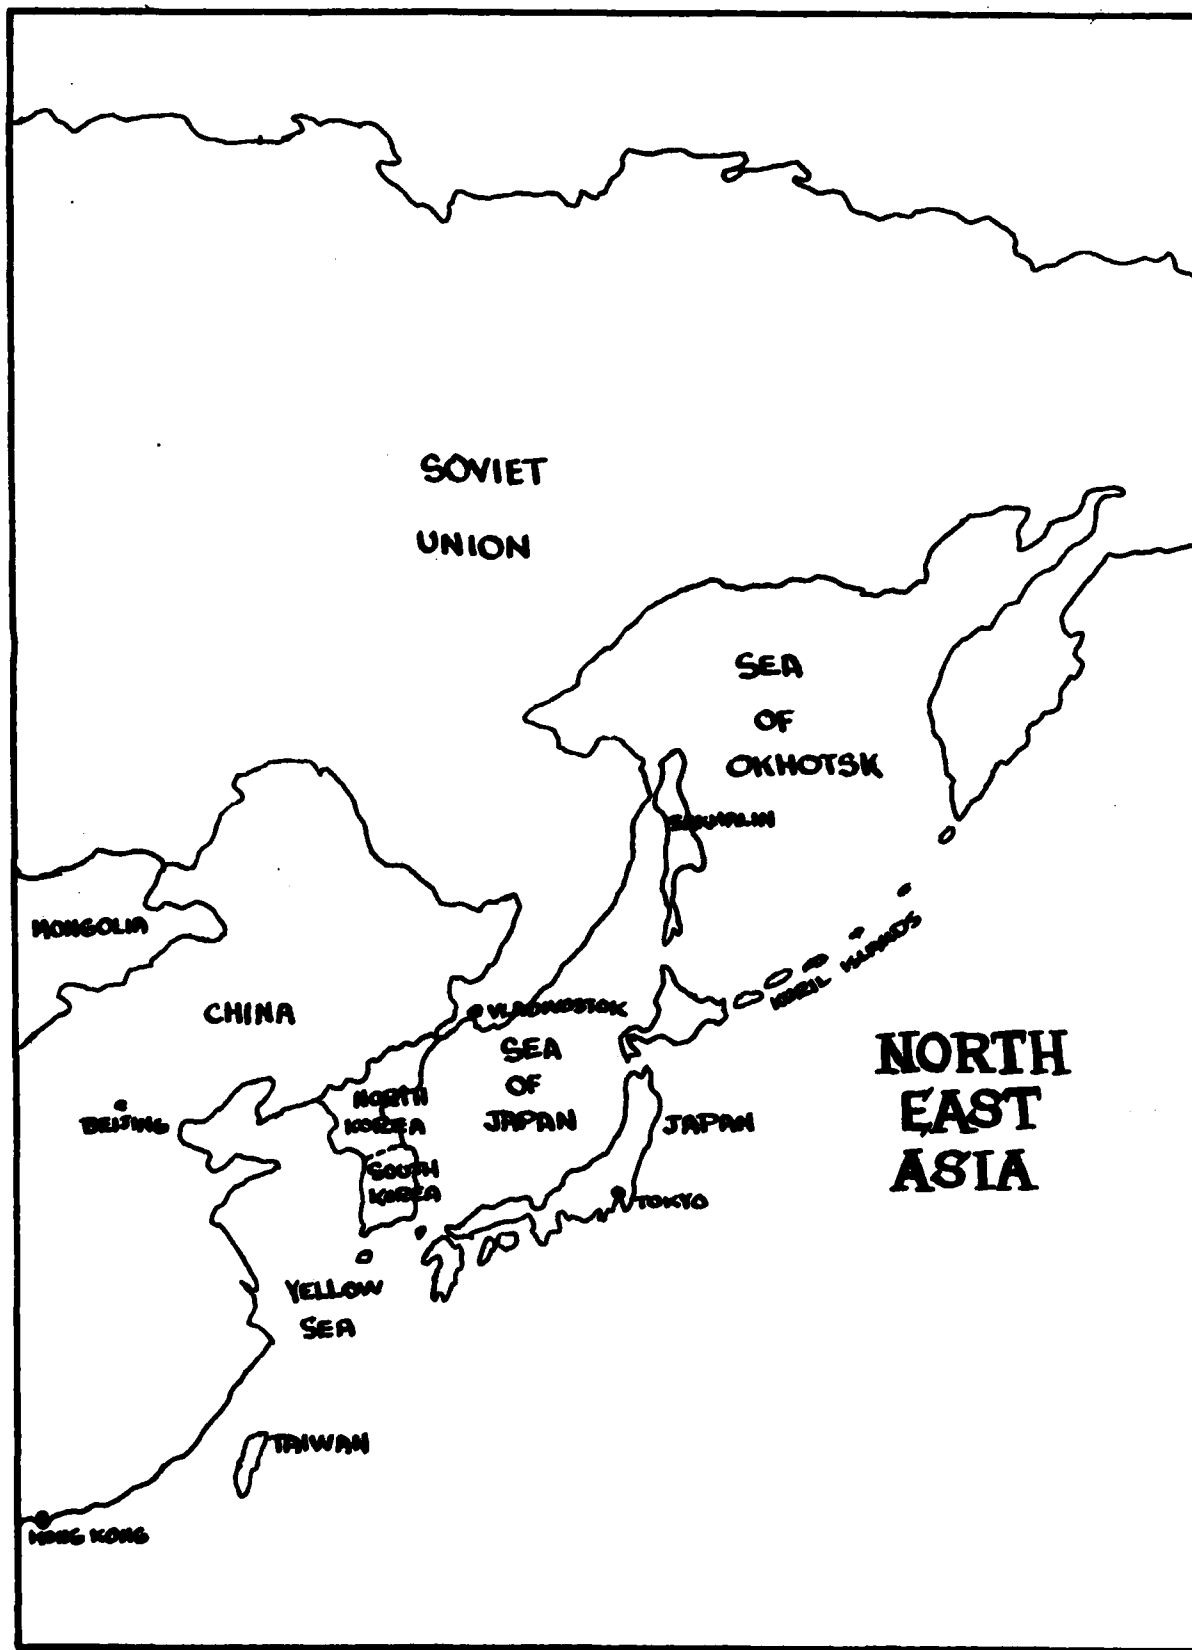 SOVIET
UNION
SEA
OF
OKHOTSK
MONGOLIA
KURIL ISLANDS
CHINA
VLADIVOSTOK
SEA
OF
JAPAN
NORTH
EAST
ASIA
BEIJING
NORTH
KOREA
JAPAN
SOUTH
KOREA
TOKYO
YELLOW
SEA
TAIWAN
HONG KONG